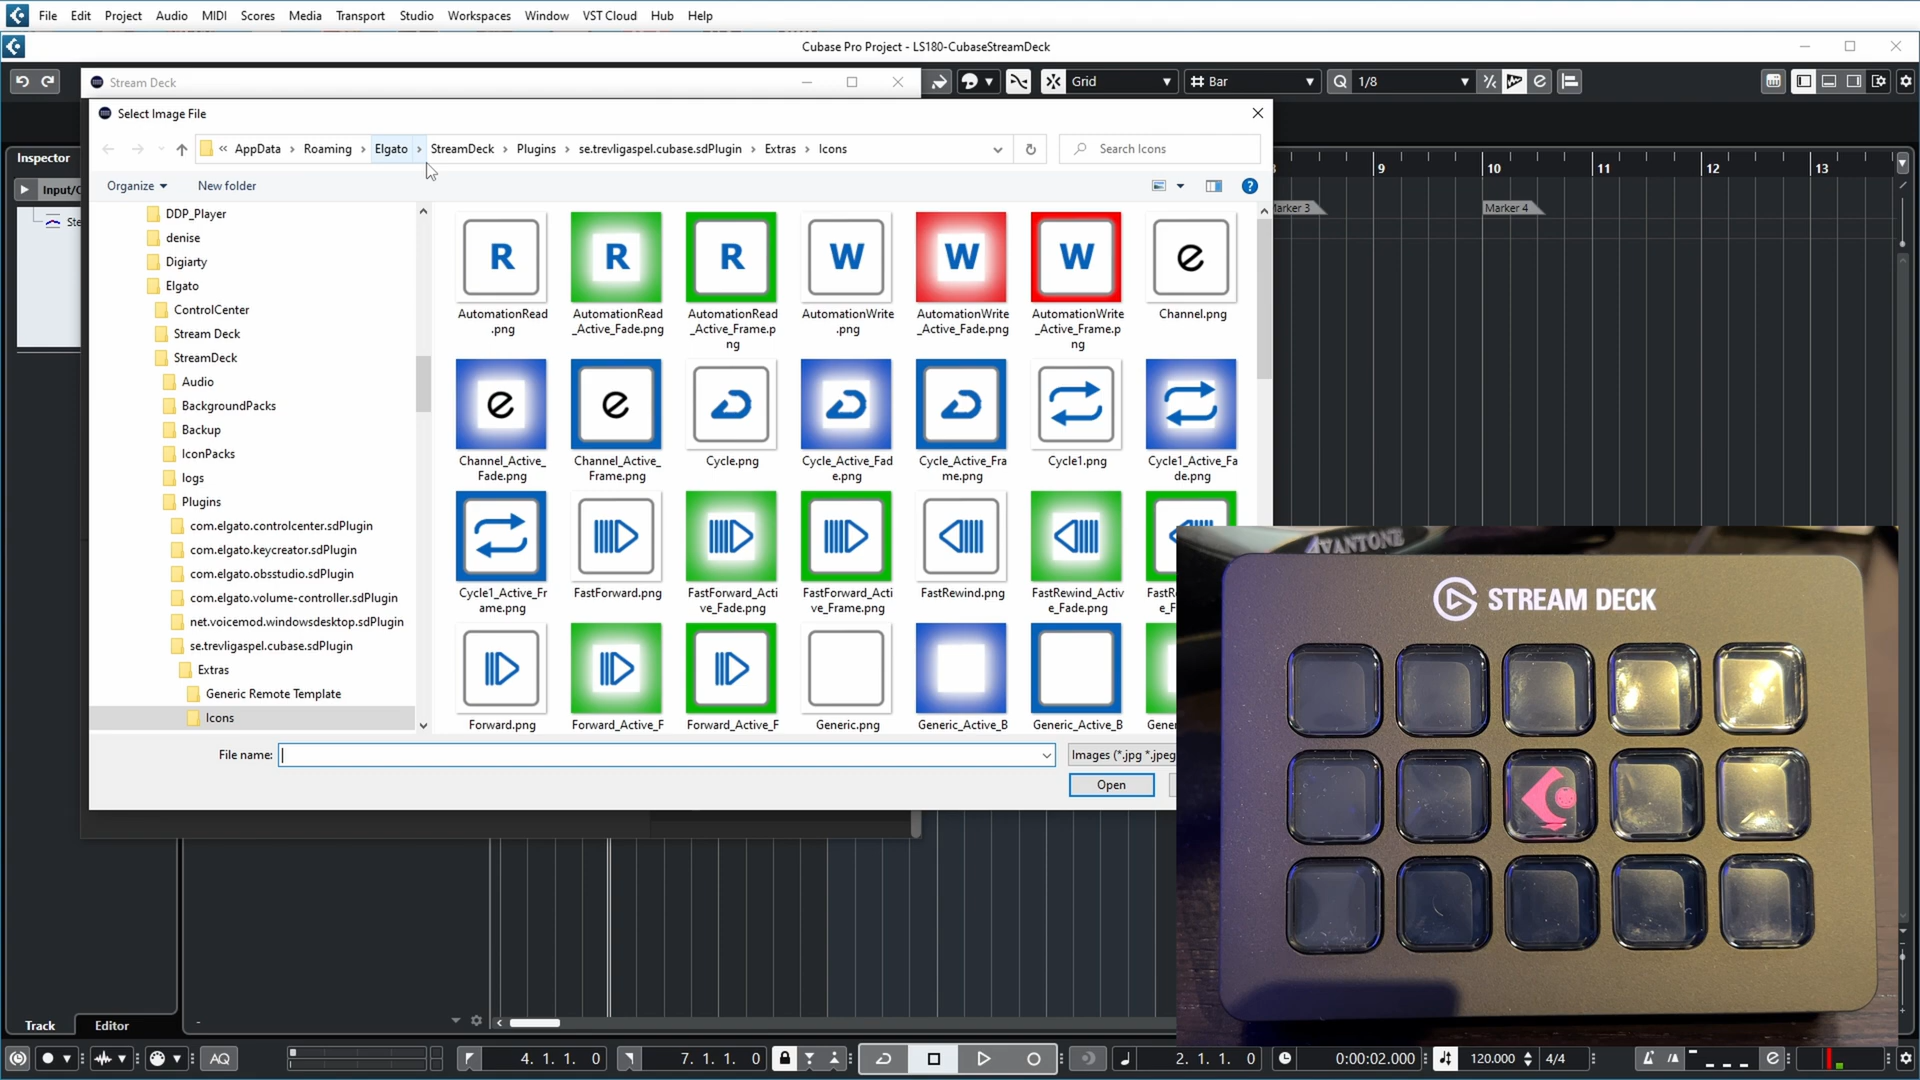 File Edit Project Audio MIDI Scores Media Transport Studio Workspaces Window VST Cloud Hub Help
Cubase Pro Project - LS180-CubaseStreamDeck
Stream Deck
Grid
Bar
Q 1/8
Select Image File
« AppData › Roaming › Elgato › StreamDeck › Plugins › se.trevligaspel.cubase.sdPlugin › Extras › Icons
Search Icons
Organize
New folder
Inspector
Input/
Ste
9 10 11 12 13
Marker 3
Marker 4
DDP_Player
denise
Digiarty
Elgato
ControlCenter
Stream Deck
StreamDeck
Audio
BackgroundPacks
Backup
IconPacks
logs
Plugins
com.elgato.controlcenter.sdPlugin
com.elgato.keycreator.sdPlugin
com.elgato.obsstudio.sdPlugin
com.elgato.volume-controller.sdPlugin
net.voicemod.windowsdesktop.sdPlugin
se.trevligaspel.cubase.sdPlugin
Extras
Generic Remote Template
Icons
R R R W W W e
AutomationRead
.png
AutomationRead
_Active_Fade.png
AutomationRead
_Active_Frame.p
ng
AutomationWrite
.png
AutomationWrite
_Active_Fade.png
AutomationWrite
_Active_Frame.p
ng
Channel.png
e e
Channel_Active_
Fade.png
Channel_Active_
Frame.png
Cycle.png
Cycle_Active_Fad
e.png
Cycle_Active_Fra
me.png
Cycle1.png
Cycle1_Active_Fa
de.png
Cycle1_Active_Fr
ame.png
FastForward.png
FastForward_Acti
ve_Fade.png
FastForward_Acti
ve_Frame.png
FastRewind.png
FastRewind_Activ
e_Fade.png
FastR
e_F
Forward.png
Forward_Active_F
Forward_Active_F
Generic.png
Generic_Active_B
Generic_Active_B
Gener
File name:
Images (*.jpg *.jpeg
Open
AVANTONE
STREAM DECK
Track
Editor
AQ
4. 1. 1. 0
7. 1. 1. 0
2. 1. 1. 0
0:00:02.000
120.000
4/4